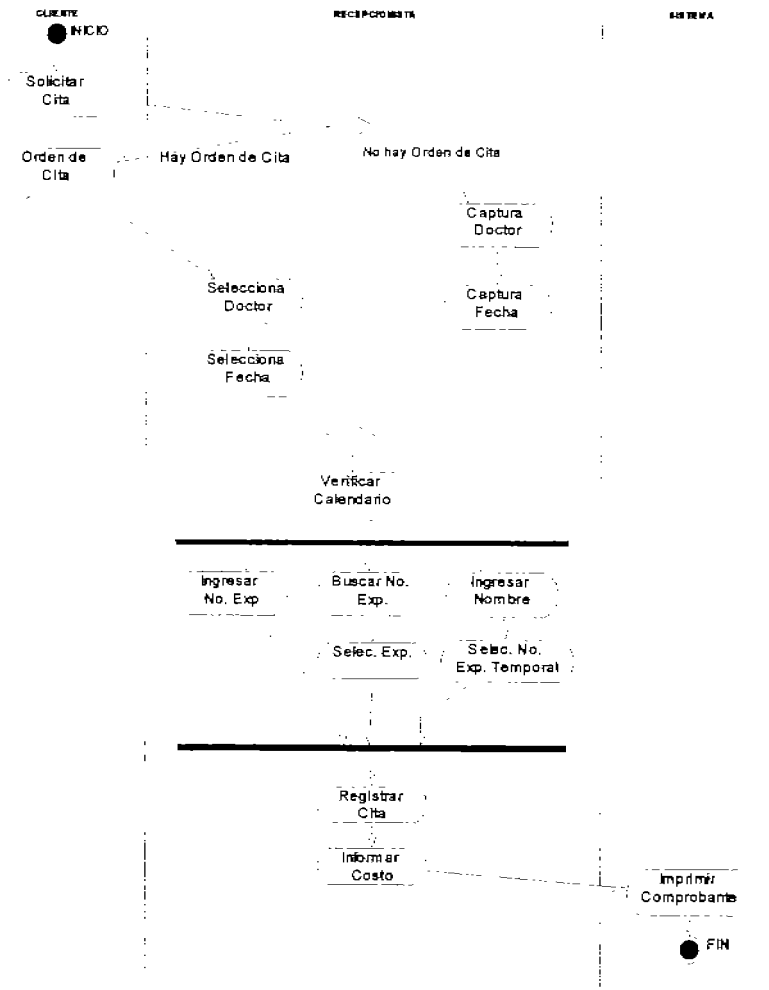 CLIENTE
RECEPCIONISTA
SISTEMA
INICIO
Solicitar
Cita
Orden de
Cita
Hay Orden de Cita
No hay Orden de Cita
Captura
Doctor
Selecciona
Doctor
Captura
Fecha
Selecciona
Fecha
Verificar
Calendario
Ingresar
No. Exp
Buscar No.
Exp.
Ingresar
Nombre
Selec. Exp.
Selec. No.
Exp. Temporal
Registrar
Cita
Informar
Costo
Imprimir
Comprobante
FIN